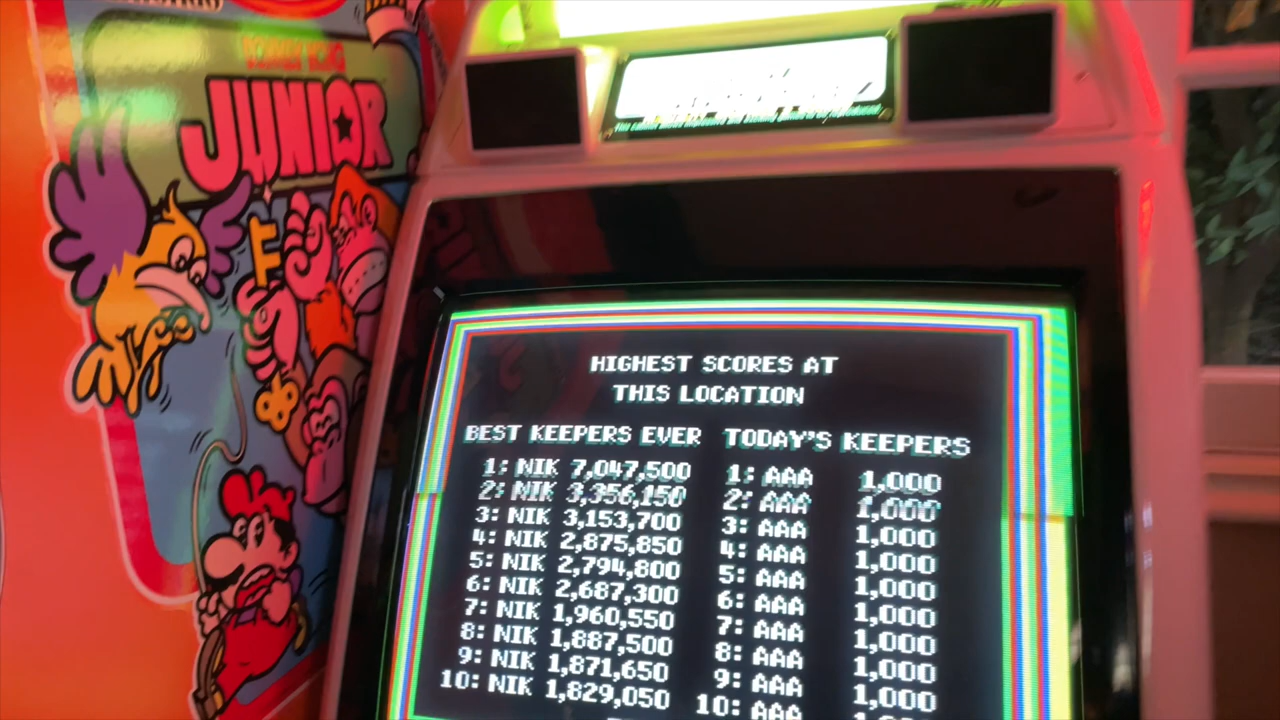 DONKEY KONG
JUNIOR
HIGHEST SCORES AT
THIS LOCATION
BEST KEEPERS EVER TODAY'S KEEPERS
1: NIK 7,047,500 1: AAA 1,000
2: NIK 3,356,150 2: AAA 1,000
3: NIK 3,153,700 3: AAA 1,000
4: NIK 2,875,850 4: AAA 1,000
5: NIK 2,794,800 5: AAA 1,000
6: NIK 2,687,300 6: AAA 1,000
7: NIK 1,960,550 7: AAA 1,000
8: NIK 1,887,500 8: AAA 1,000
9: NIK 1,871,650 9: AAA 1,000
10: NIK 1,829,050 10: AAA